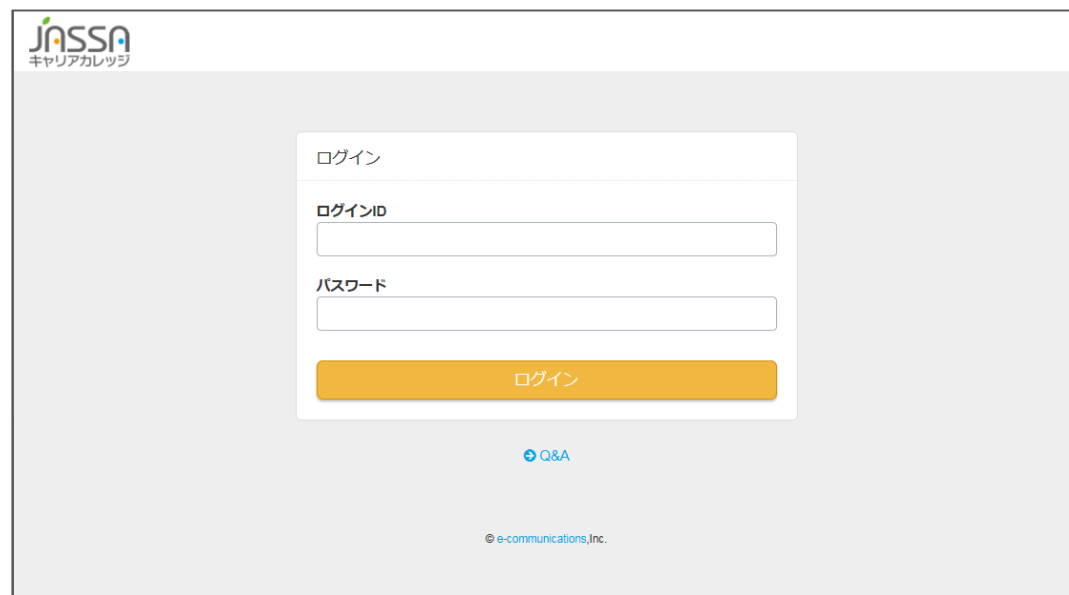 JASSA
キャリアカレッジ
ログイン
ログインID
パスワード
ログイン
Q&A
© e-communications,Inc.